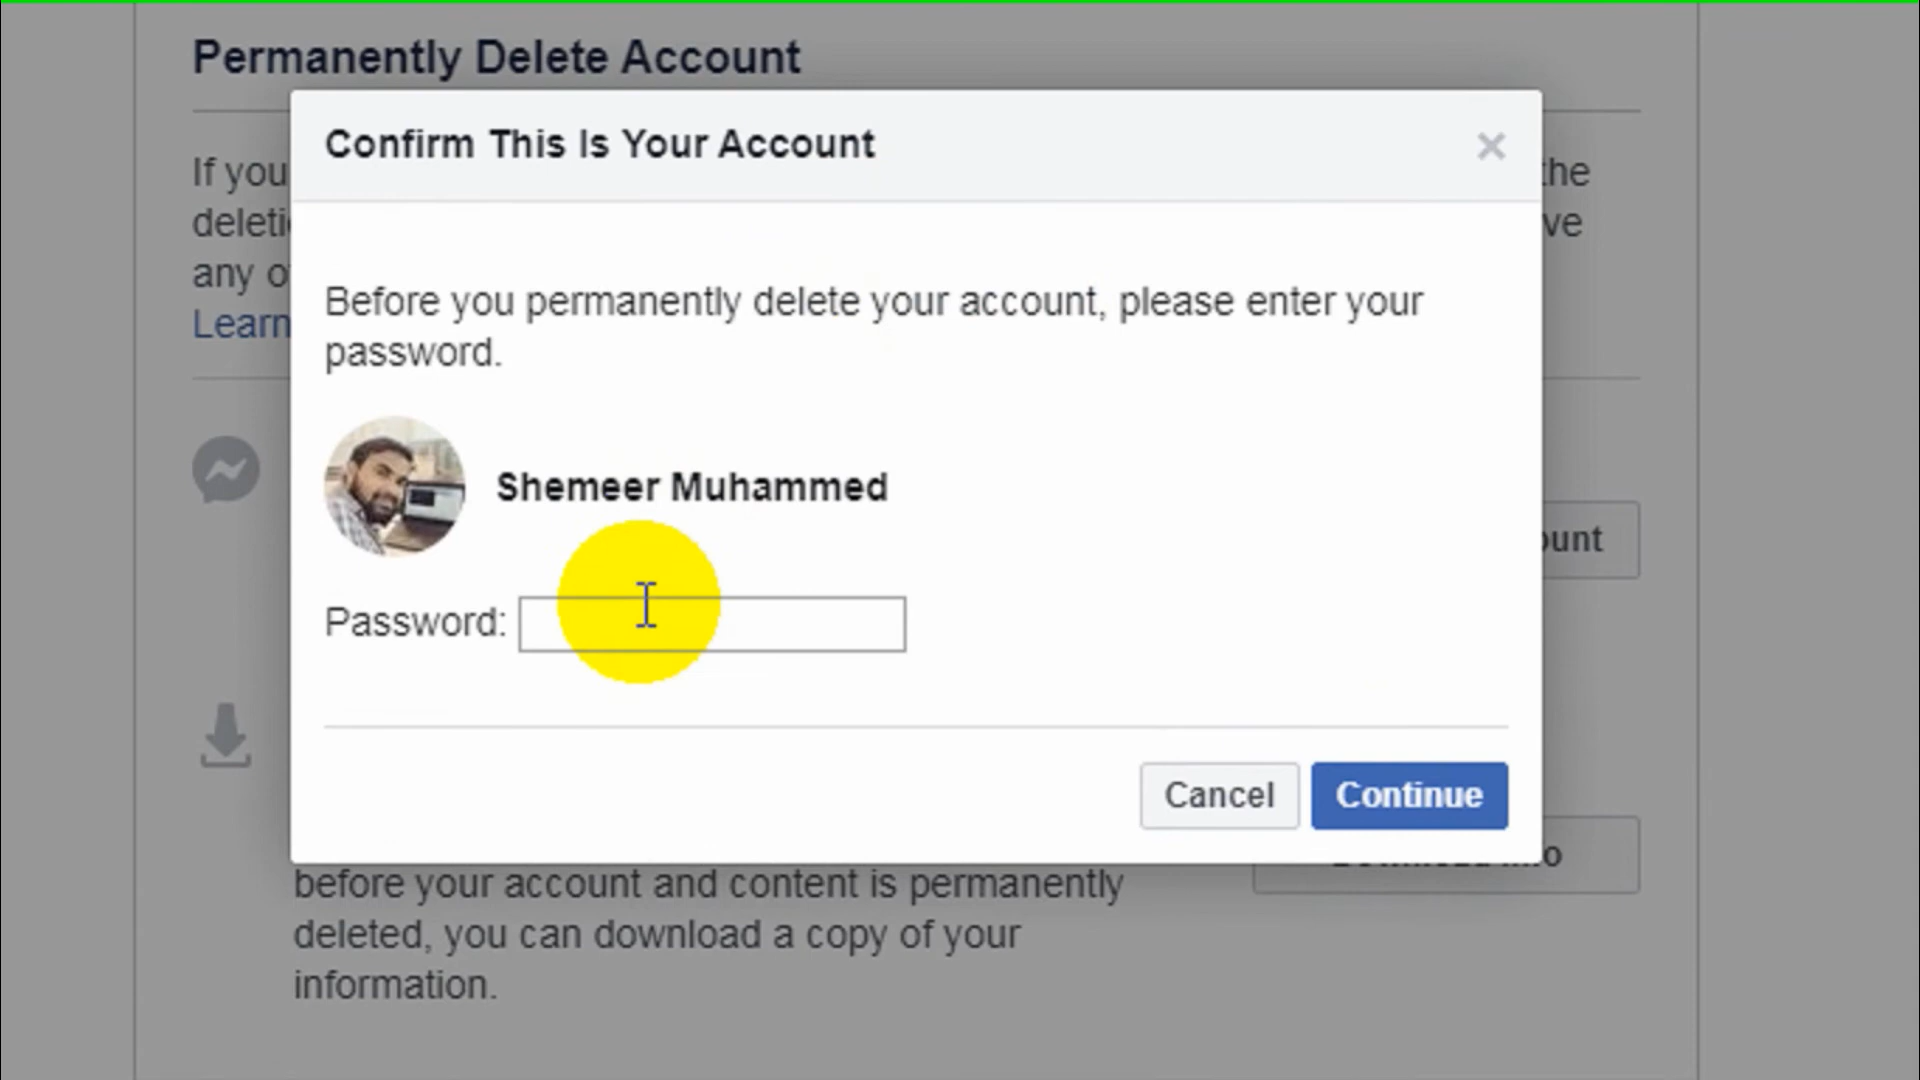 Permanently Delete Account
Confirm This Is Your Account
If you
the
deleti
ve
any o
Learn
Before you permanently delete your account, please enter your
password.
Shemeer Muhammed
ount
Password:
Cancel
Continue
before your account and content is permanently
deleted, you can download a copy of your
information.